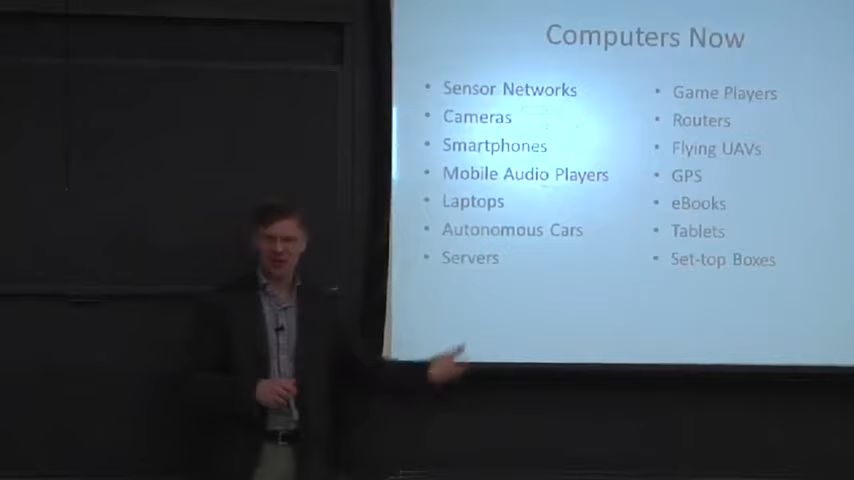 Computers Now
• Sensor Networks
• Cameras
• Smartphones
• Mobile Audio Players
• Laptops
• Autonomous Cars
• Servers
• Game Players
• Routers
• Flying UAVs
• GPS
• eBooks
• Tablets
• Set-top Boxes